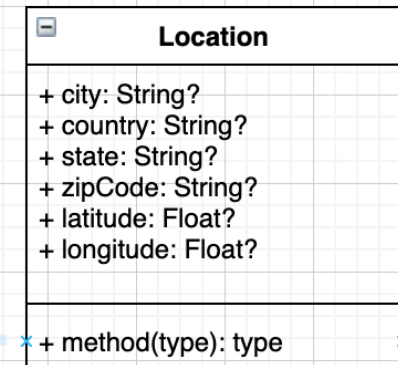 Location
+ city: String?
+ country: String?
+ state: String?
+ zipCode: String?
+ latitude: Float?
+ longitude: Float?
+ method(type): type